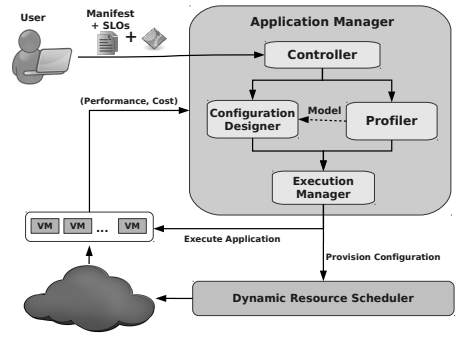 User
Manifest
+ SLOs
+
Application Manager
Controller
(Performance, Cost)
Configuration
Designer
Model
Profiler
Execution
Manager
VM VM ... VM
Execute Application
Provision Configuration
Dynamic Resource Scheduler